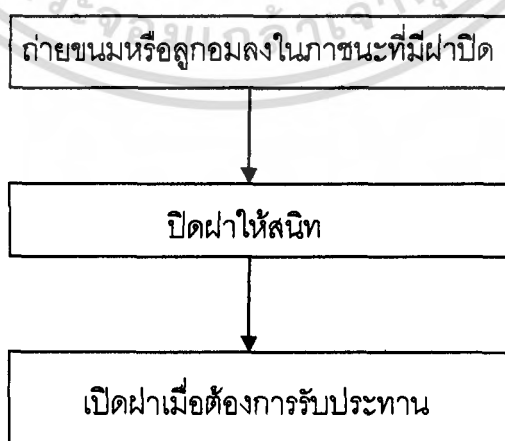 ถ่ายขนมหรือลูกอมลงในภาชนะที่มีฝาปิด
ปิดฝาให้สนิท
เปิดฝาเมื่อต้องการรับประทาน